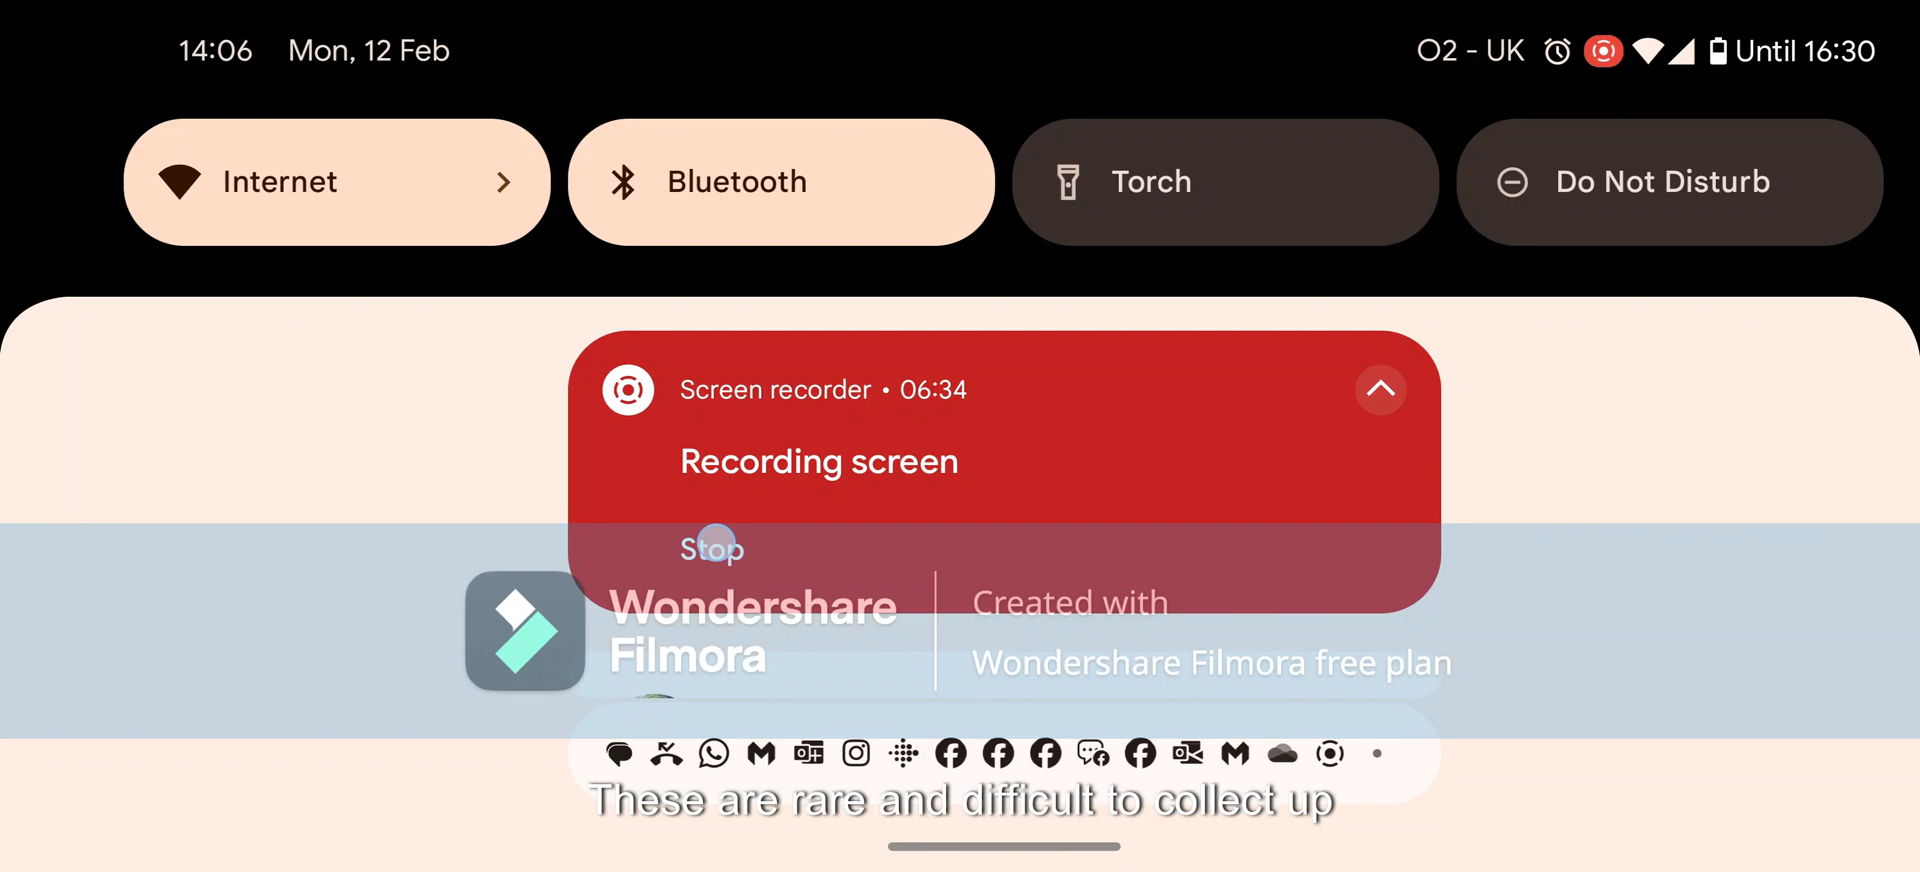 14:06 Mon, 12 Feb
O2 - UK Until 16:30
Internet
Bluetooth
Torch
Do Not Disturb
Screen recorder • 06:34
Recording screen
Stop
Wondershare
Filmora
Created with
Wondershare Filmora free plan
These are rare and difficult to collect up